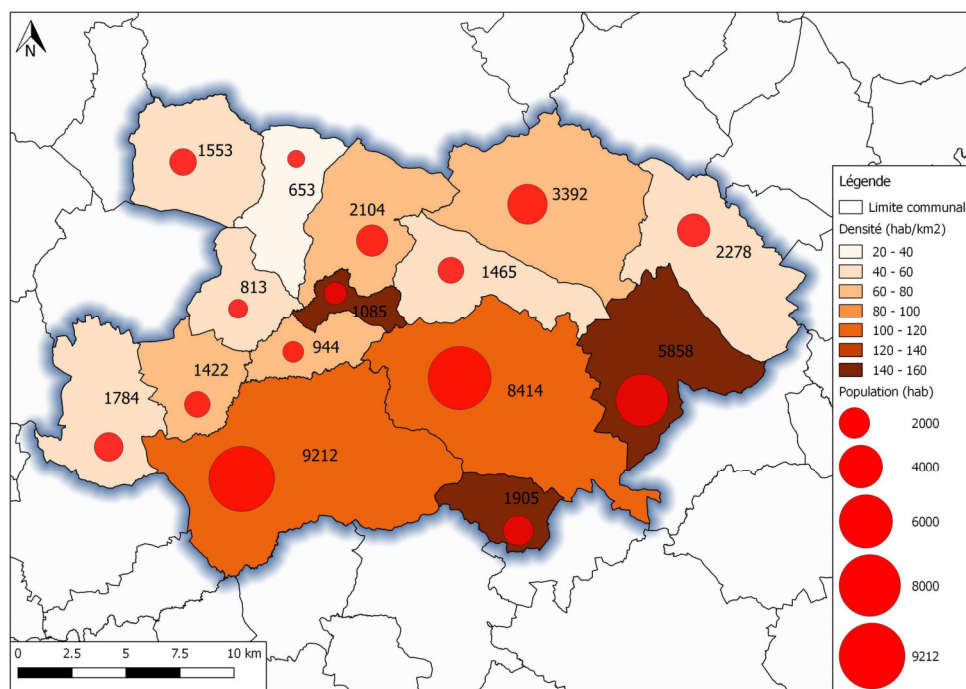 N
1553
653
2104
3392
2278
1465
813
1085
944
5858
1422
1784
8414
9212
1905
0 2.5 5 7.5 10 km
Légende
Limite communal
Densité (hab/km2)
20 - 40
40 - 60
60 - 80
80 - 100
100 - 120
120 - 140
140 - 160
Population (hab)
2000
4000
6000
8000
9212